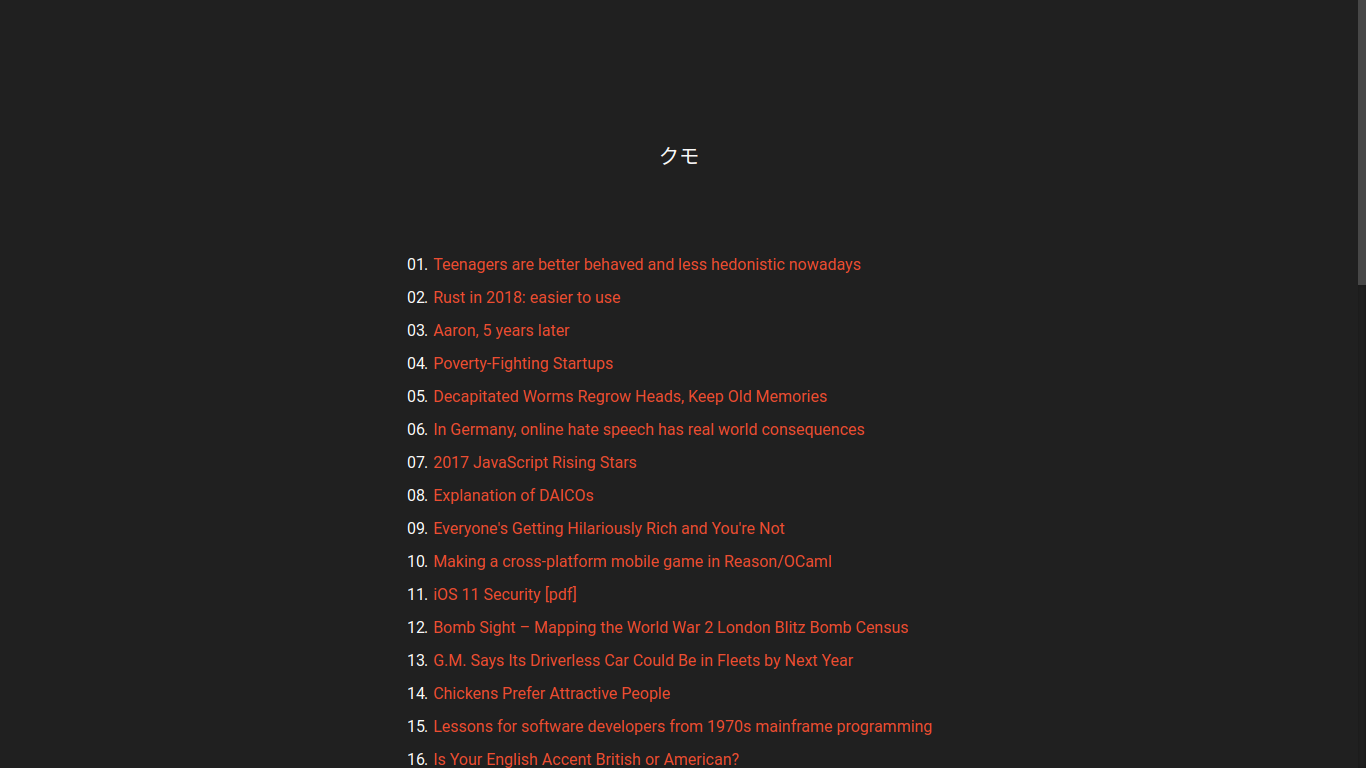 クモ
01. Teenagers are better behaved and less hedonistic nowadays
02. Rust in 2018: easier to use
03. Aaron, 5 years later
04. Poverty-Fighting Startups
05. Decapitated Worms Regrow Heads, Keep Old Memories
06. In Germany, online hate speech has real world consequences
07. 2017 JavaScript Rising Stars
08. Explanation of DAICOs
09. Everyone's Getting Hilariously Rich and You're Not
10. Making a cross-platform mobile game in Reason/OCaml
11. iOS 11 Security [pdf]
12. Bomb Sight – Mapping the World War 2 London Blitz Bomb Census
13. G.M. Says Its Driverless Car Could Be in Fleets by Next Year
14. Chickens Prefer Attractive People
15. Lessons for software developers from 1970s mainframe programming
16. Is Your English Accent British or American?